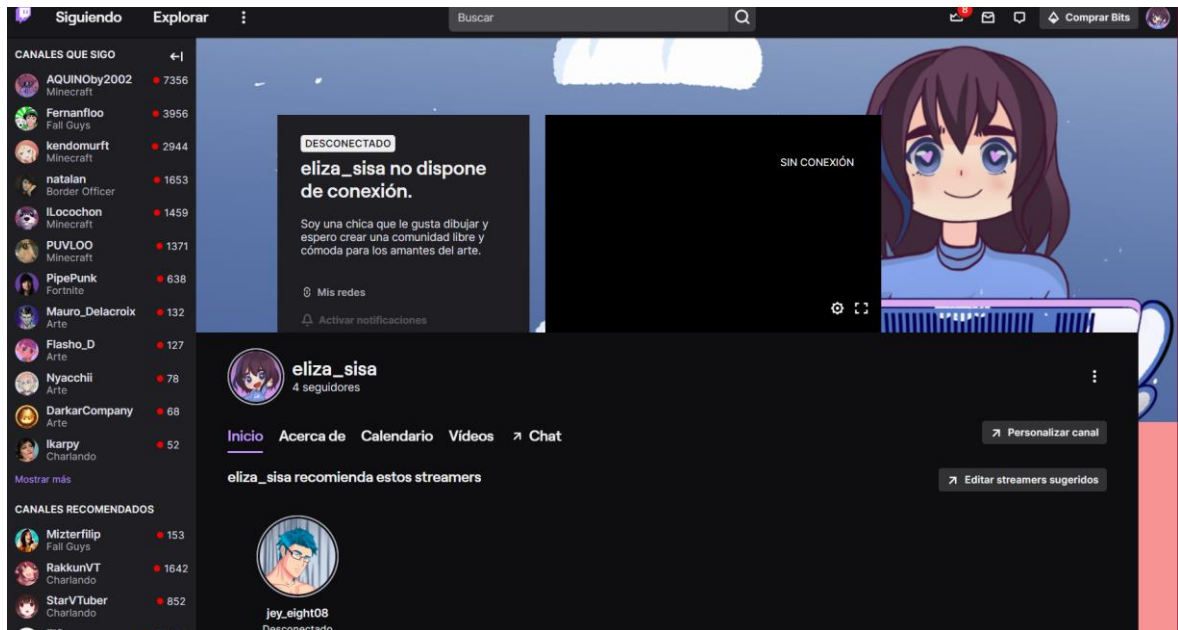 Siguiendo Explorar Buscar 8 Comprar Bits
CANALES QUE SIGO
AQUINOby2002 7356
Minecraft
Fernanfloo 3956
Fall Guys
kendomurft 2944
Minecraft
natalan 1653
Border Officer
ILocochon 1459
Minecraft
PUVLOO 1371
Minecraft
PipePunk 638
Fortnite
Mauro_Delacroix 132
Arte
Flasho_D 127
Arte
Nyacchii 78
Arte
DarkarCompany 68
Arte
Ikarpy 52
Charlando
Mostrar más
CANALES RECOMENDADOS
Mizterfilip 153
Fall Guys
RakkunVT 1642
Charlando
StarVTuber 852
Charlando
DESCONECTADO
eliza_sisa no dispone
de conexión.
Soy una chica que le gusta dibujar y
espero crear una comunidad libre y
cómoda para los amantes del arte.
Mis redes
Activar notificaciones
SIN CONEXIÓN
eliza_sisa
4 seguidores
Inicio Acerca de Calendario Vídeos Chat
Personalizar canal
eliza_sisa recomienda estos streamers
Editar streamers sugeridos
jey_eight08
Desconectado